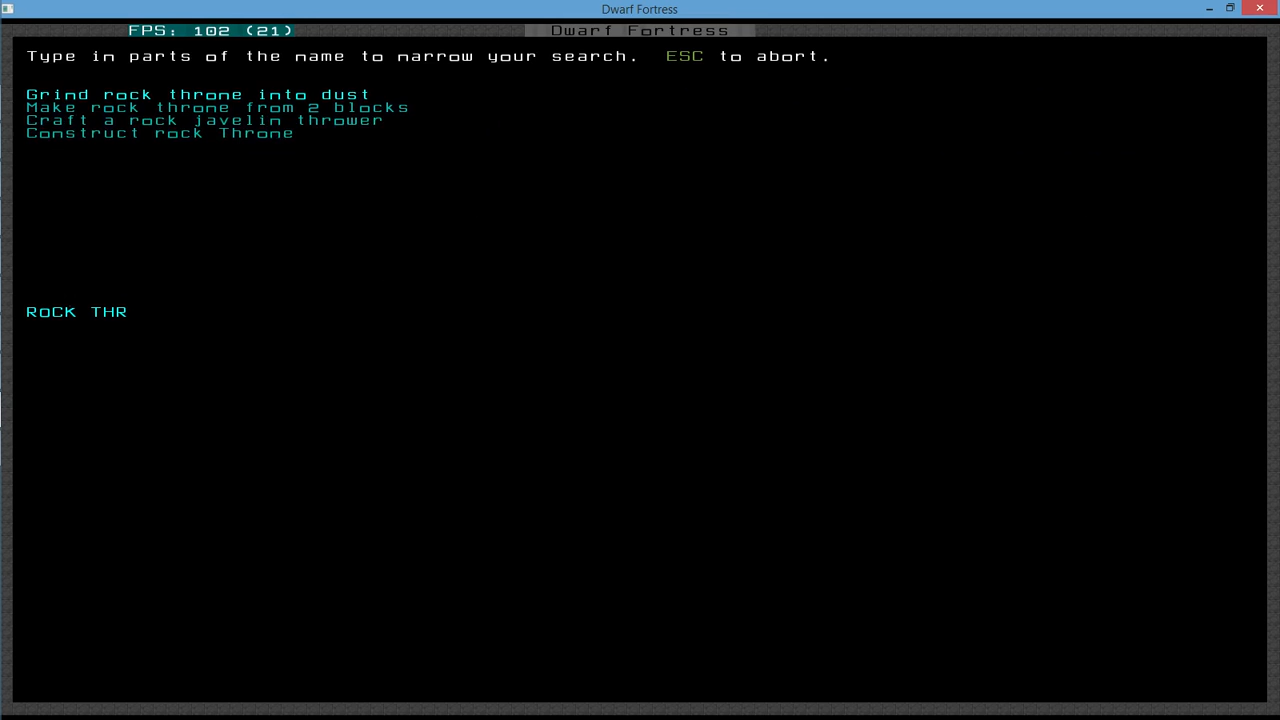 Dwarf Fortress
FPS: 102 (21)
Dwarf Fortress
Type in parts of the name to narrow your search. ESC to abort.
Grind rock throne into dust
Make rock throne from 2 blocks
Craft a rock javelin thrower
Construct rock Throne
RoCK THR